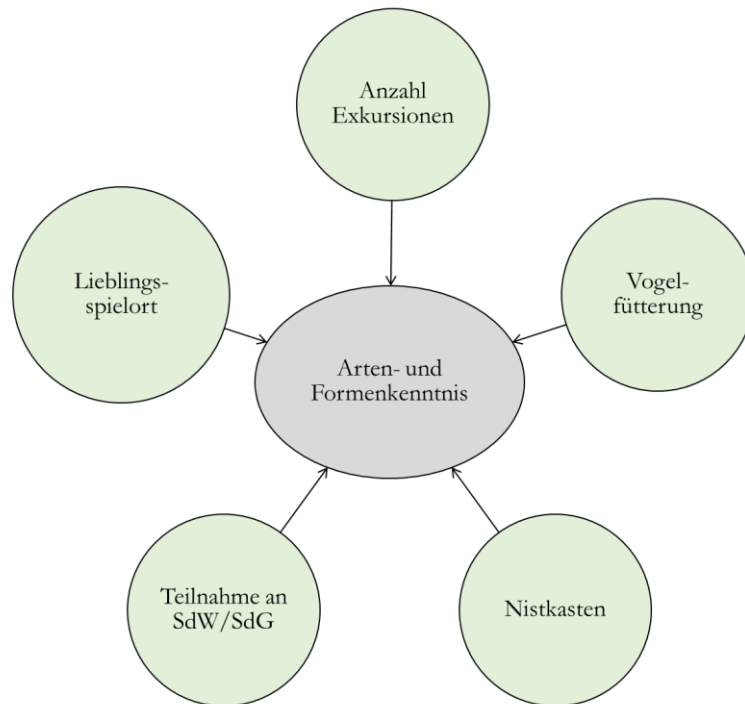 Anzahl
Exkursionen
Lieblings-
spielort
Vogel-
fütterung
Arten- und
Formenkenntnis
Teilnahme an
SdW/SdG
Nistkasten